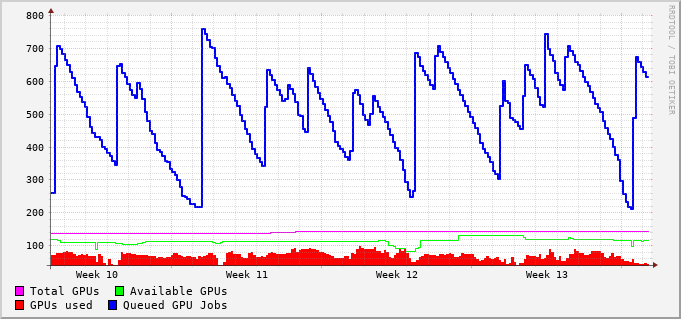 800
700
600
500
400
300
200
100
Week 10 Week 11 Week 12 Week 13
Total GPUs Available GPUs
GPUs used Queued GPU Jobs
RRDTOOL / TOBI OETIKER